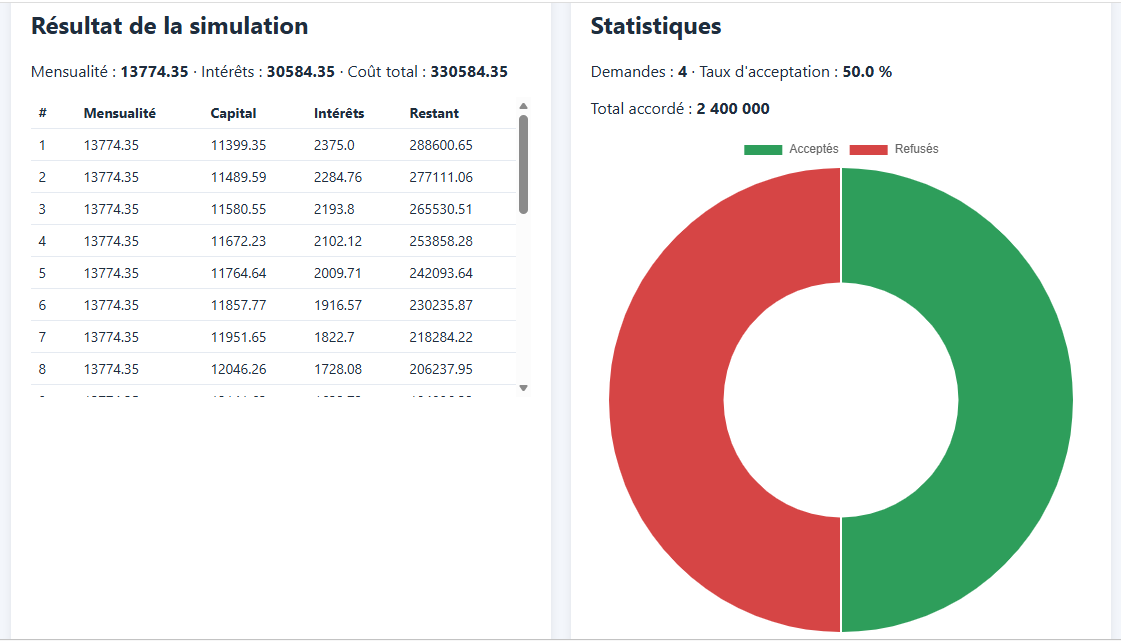 Résultat de la simulation
Mensualité : 13774.35 · Intérêts : 30584.35 · Coût total : 330584.35
# Mensualité Capital Intérêts Restant
1 13774.35 11399.35 2375.0 288600.65
2 13774.35 11489.59 2284.76 277111.06
3 13774.35 11580.55 2193.8 265530.51
4 13774.35 11672.23 2102.12 253858.28
5 13774.35 11764.64 2009.71 242093.64
6 13774.35 11857.77 1916.57 230235.87
7 13774.35 11951.65 1822.7 218284.22
8 13774.35 12046.26 1728.08 206237.95
Statistiques
Demandes : 4 · Taux d'acceptation : 50.0 %
Total accordé : 2 400 000
Acceptés Refusés